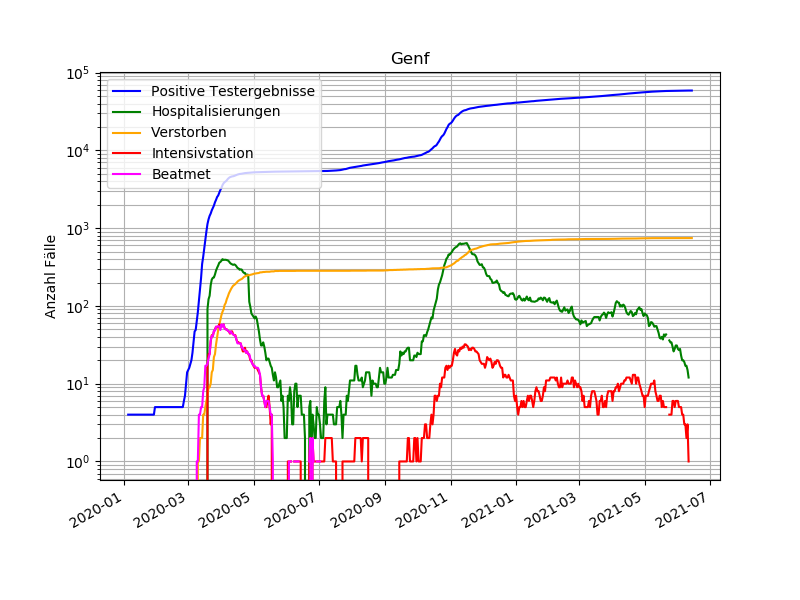 Genf
Anzahl Fälle
10^5
10^4
10^3
10^2
10^1
10^0
Positive Testergebnisse
Hospitalisierungen
Verstorben
Intensivstation
Beatmet
2020-01
2020-03
2020-05
2020-07
2020-09
2020-11
2021-01
2021-03
2021-05
2021-07